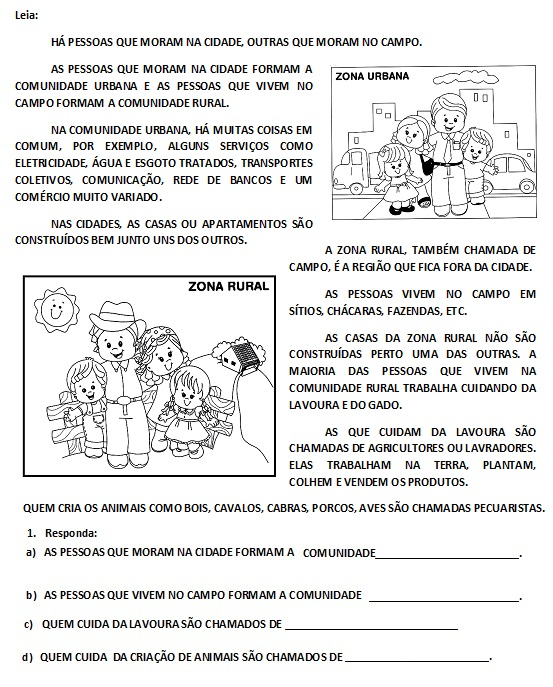 Leia:
HÁ PESSOAS QUE MORAM NA CIDADE, OUTRAS QUE MORAM NO CAMPO.
AS PESSOAS QUE MORAM NA CIDADE FORMAM A
COMUNIDADE URBANA E AS PESSOAS QUE VIVEM NO
CAMPO FORMAM A COMUNIDADE RURAL.
NA COMUNIDADE URBANA, HÁ MUITAS COISAS EM
COMUM, POR EXEMPLO, ALGUNS SERVIÇOS COMO
ELETRICIDADE, ÁGUA E ESGOTO TRATADOS, TRANSPORTES
COLETIVOS, COMUNICAÇÃO, REDE DE BANCOS E UM
COMÉRCIO MUITO VARIADO.
NAS CIDADES, AS CASAS OU APARTAMENTOS SÃO
CONSTRUÍDOS BEM JUNTO UNS DOS OUTROS.
ZONA URBANA
A ZONA RURAL, TAMBÉM CHAMADA DE
CAMPO, É A REGIÃO QUE FICA FORA DA CIDADE.
AS PESSOAS VIVEM NO CAMPO EM
SÍTIOS, CHÁCARAS, FAZENDAS, ETC.
AS CASAS DA ZONA RURAL NÃO SÃO
CONSTRUÍDAS PERTO UMA DAS OUTRAS. A
MAIORIA DAS PESSOAS QUE VIVEM NA
COMUNIDADE RURAL TRABALHA CUIDANDO DA
LAVOURA E DO GADO.
AS QUE CUIDAM DA LAVOURA SÃO
CHAMADAS DE AGRICULTORES OU LAVRADORES.
ELAS TRABALHAM NA TERRA, PLANTAM,
COLHEM E VENDEM OS PRODUTOS.
ZONA RURAL
QUEM CRIA OS ANIMAIS COMO BOIS, CAVALOS, CABRAS, PORCOS, AVES SÃO CHAMADAS PECUARISTAS.
1. Responda:
a) AS PESSOAS QUE MORAM NA CIDADE FORMAM A COMUNIDADE__________________________.
b) AS PESSOAS QUE VIVEM NO CAMPO FORMAM A COMUNIDADE ___________________________.
c) QUEM CUIDA DA LAVOURA SÃO CHAMADOS DE _______________________________
d) QUEM CUIDA DA CRIAÇÃO DE ANIMAIS SÃO CHAMADOS DE __________________________.